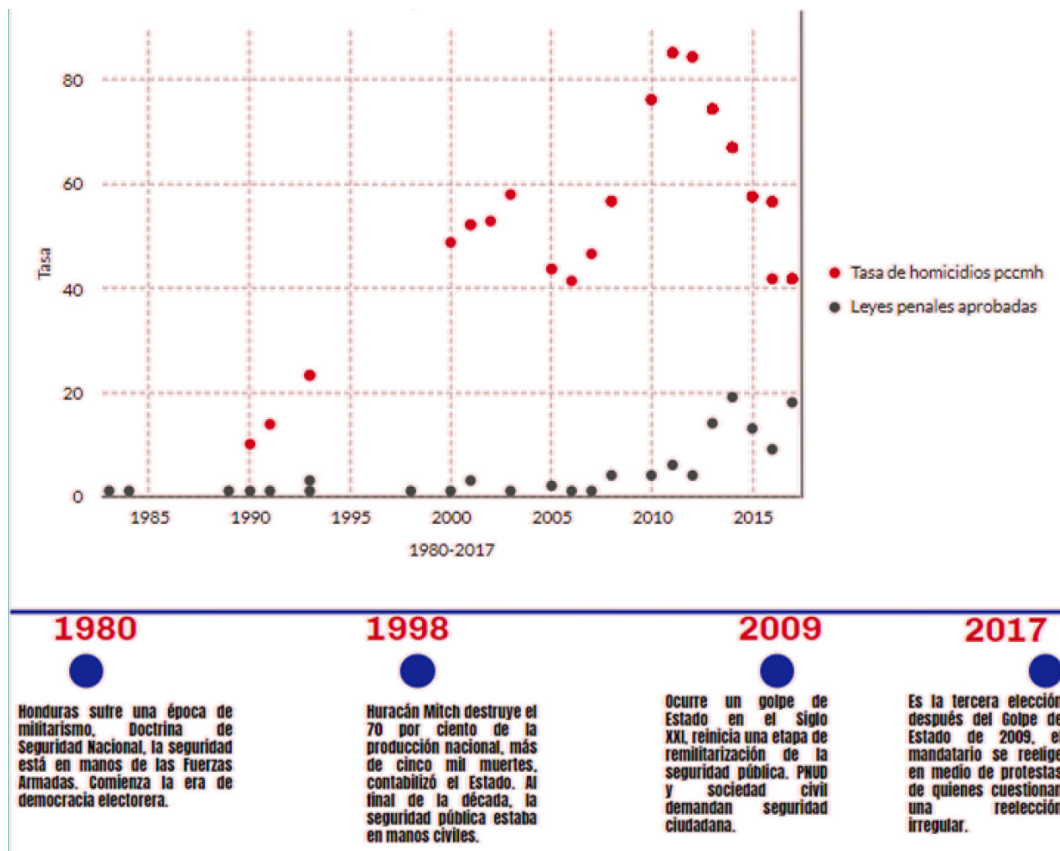 80
60
40
20
0
Tasa
1985 1990 1995 2000 2005 2010 2015
1980-2017
Tasa de homicidios pccmh
Leyes penales aprobadas
1980
Honduras sufre una época de
militarismo, Doctrina de
Seguridad Nacional, la seguridad
está en manos de las Fuerzas
Armadas. Comienza la era de
democracia electorera.
1998
Huracán Mitch destruye el
70 por ciento de la
producción nacional, más
de cinco mil muertes,
contabilizó el Estado. Al
final de la década, la
seguridad pública estaba
en manos civiles.
2009
Ocurre un golpe de
Estado en el Siglo
XXI, reinicia una etapa de
remilitarización de la
seguridad pública. PNUD
y sociedad civil
demandan seguridad
ciudadana.
2017
Es la tercera elección
después del Golpe de
Estado de 2009, el
mandatario se reelige
en medio de protestas
de quienes cuestionan
una reelección
irregular.